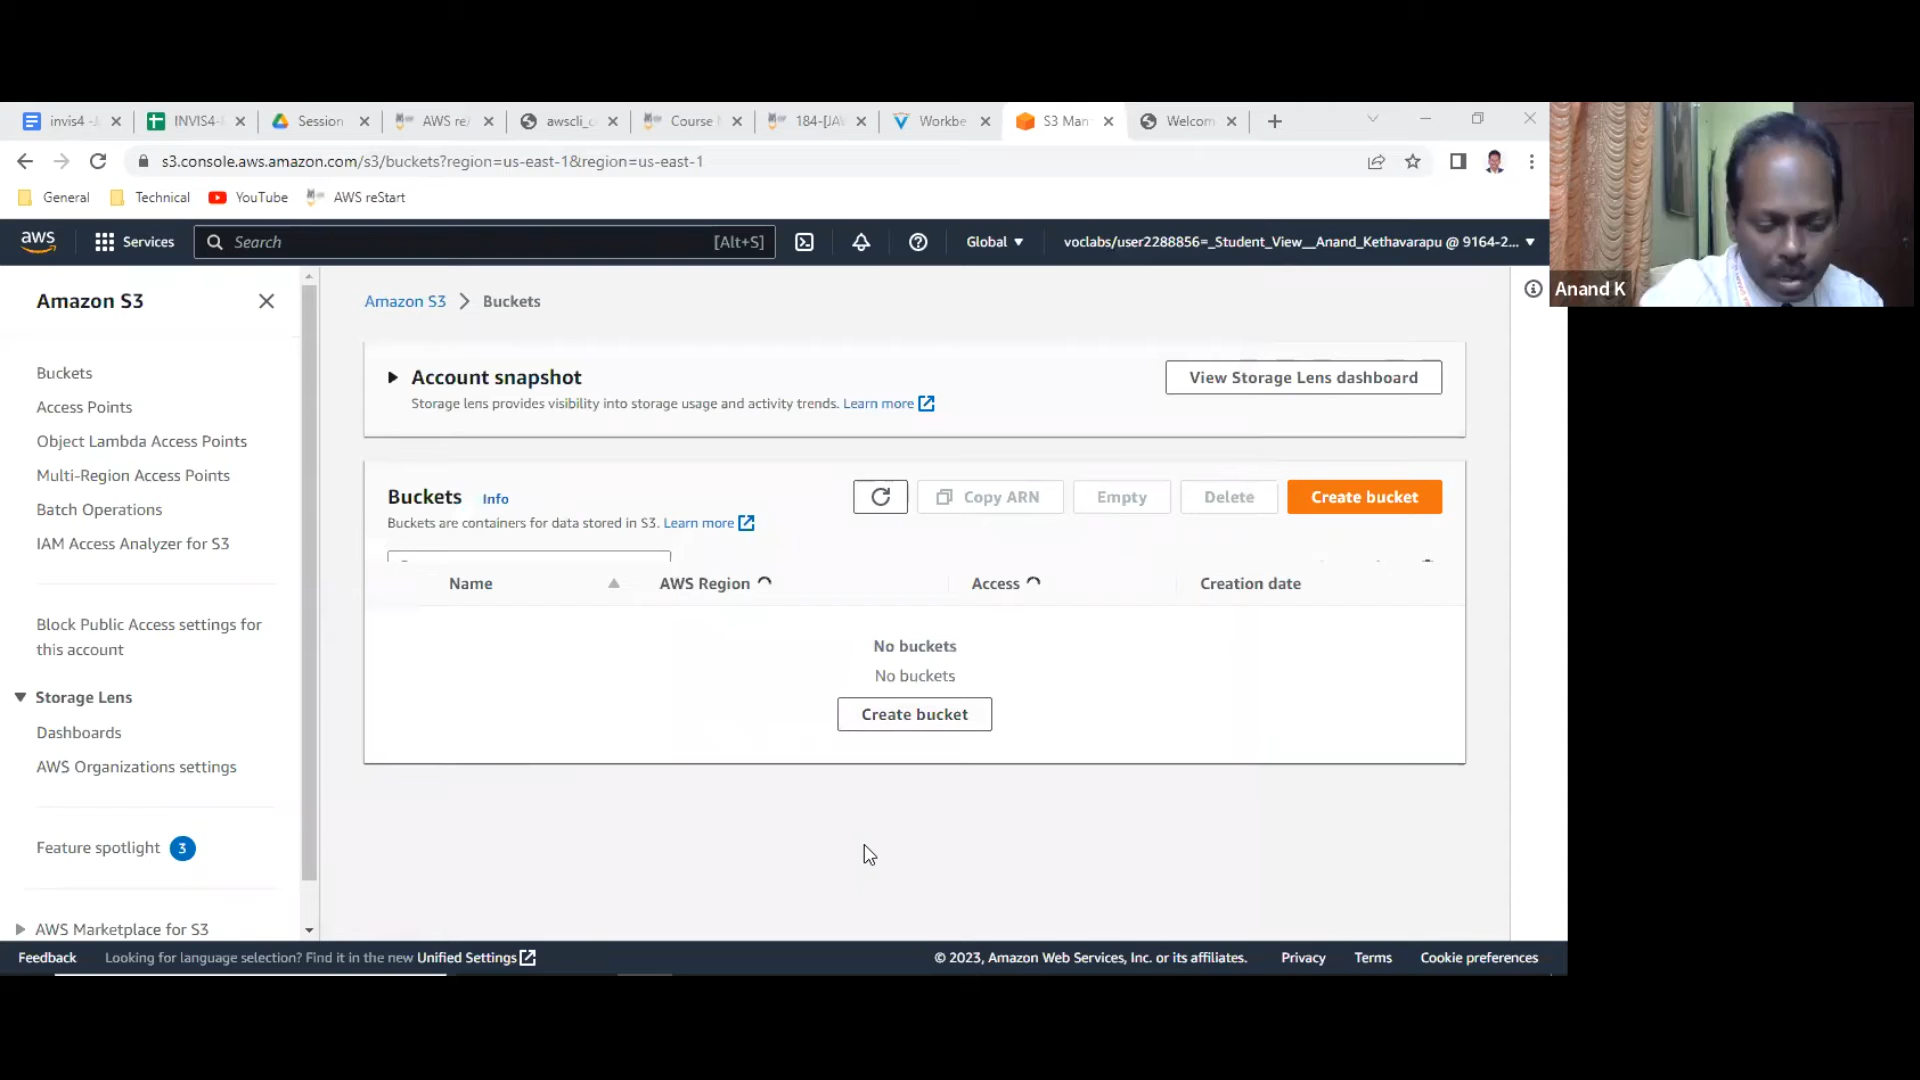 invis4 -
INVIS4-
Session
AWS re/
awscli_c
Course
184-[JAV
Workbe
S3 Man
Welcom
s3.console.aws.amazon.com/s3/buckets?region=us-east-1&region=us-east-1
General
Technical
YouTube
AWS reStart
aws
Services
Search
[Alt+S]
Global
voclabs/user2288856=_Student_View__Anand_Kethavarapu @ 9164-2...
Anand K
Amazon S3
Buckets
Access Points
Object Lambda Access Points
Multi-Region Access Points
Batch Operations
IAM Access Analyzer for S3
Block Public Access settings for
this account
Storage Lens
Dashboards
AWS Organizations settings
Feature spotlight 3
AWS Marketplace for S3
Amazon S3 > Buckets
Account snapshot
View Storage Lens dashboard
Storage lens provides visibility into storage usage and activity trends. Learn more
Buckets Info
Copy ARN
Empty
Delete
Create bucket
Buckets are containers for data stored in S3. Learn more
Name
AWS Region
Access
Creation date
No buckets
No buckets
Create bucket
Feedback
Looking for language selection? Find it in the new Unified Settings
© 2023, Amazon Web Services, Inc. or its affiliates.
Privacy
Terms
Cookie preferences